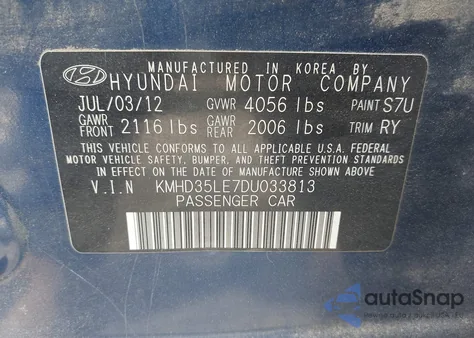 MANUFACTURED IN KOREA BY
HYUNDAI MOTOR COMPANY
JUL/03/12 GVWR 4056 lbs PAINT S7U
GAWR FRONT 2116 lbs GAWR REAR 2006 lbs TRIM RY
THIS VEHICLE CONFORMS TO ALL APPLICABLE U.S.A. FEDERAL
MOTOR VEHICLE SAFETY, BUMPER, AND THEFT PREVENTION
STANDARDS IN EFFECT ON THE DATE OF MANUFACTURE SHOWN ABOVE.
V.I.N KMHD35LE7DU033813
PASSENGER CAR
autoSnap